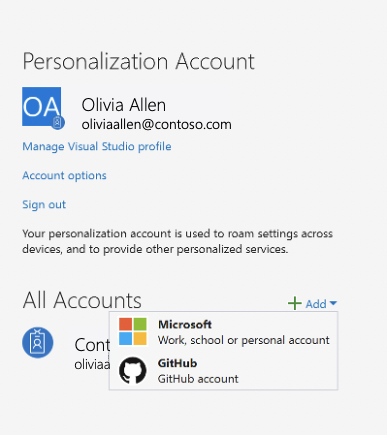 Personalization Account
OA
Olivia Allen
oliviaallen@contoso.com
Manage Visual Studio profile
Account options
Sign out
Your personalization account is used to roam settings across
devices, and to provide other personalized services.
All Accounts
Add
Microsoft
Work, school or personal account
GitHub
GitHub account